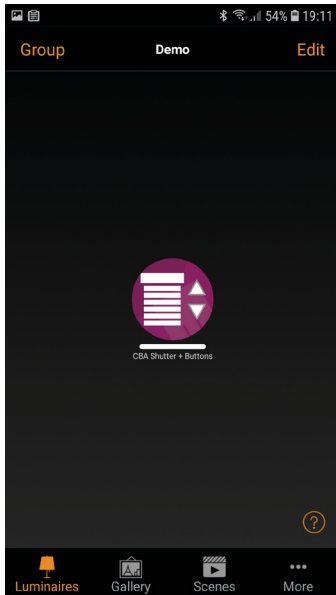 54% 19:11
Group Demo Edit
CBA Shutter + Buttons
?
Luminaires Gallery Scenes More